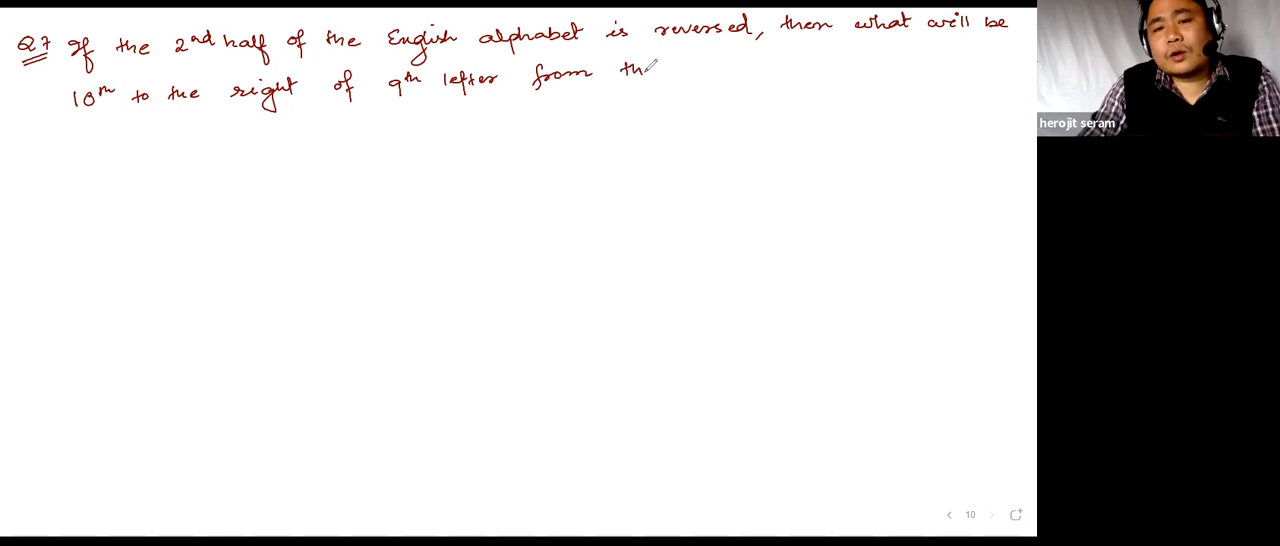 Q7 If the 2nd half of the English alphabet is reversed, then what will be
10th to the right of 9th letter from th
herojit seram
10